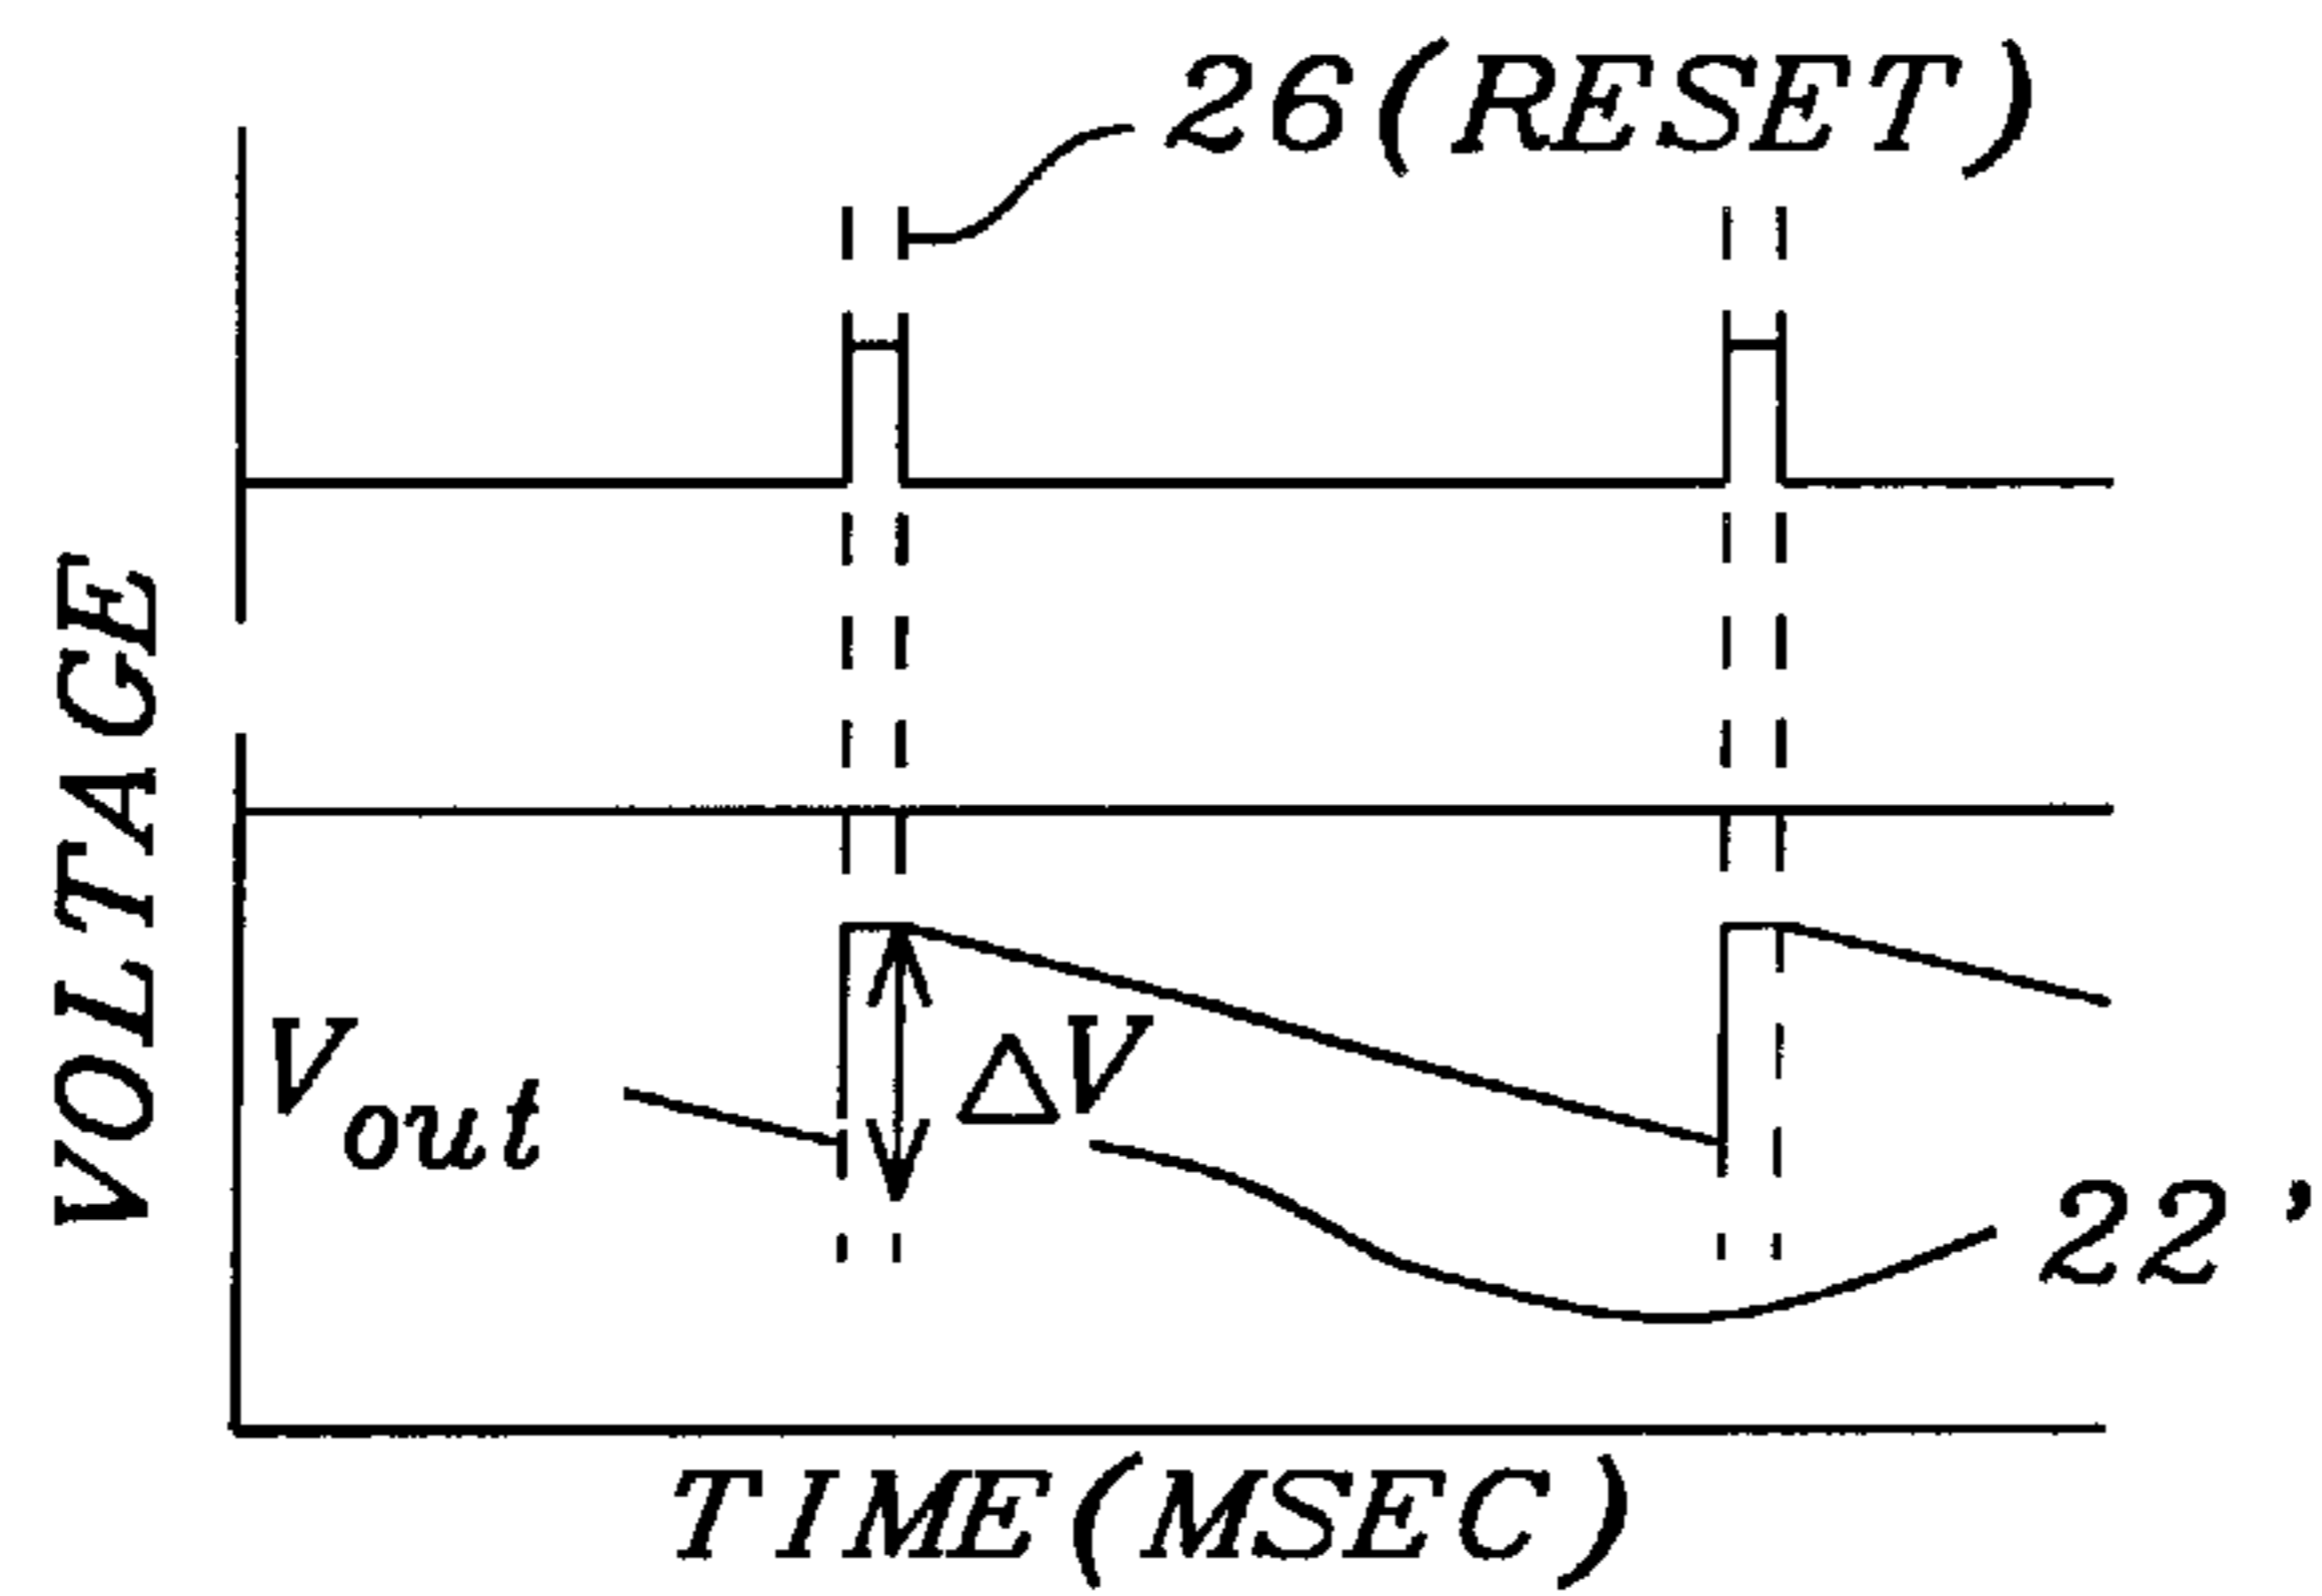 26(RESET)
VOLTAGE
Vout
ΔV
22'
TIME(MSEC)